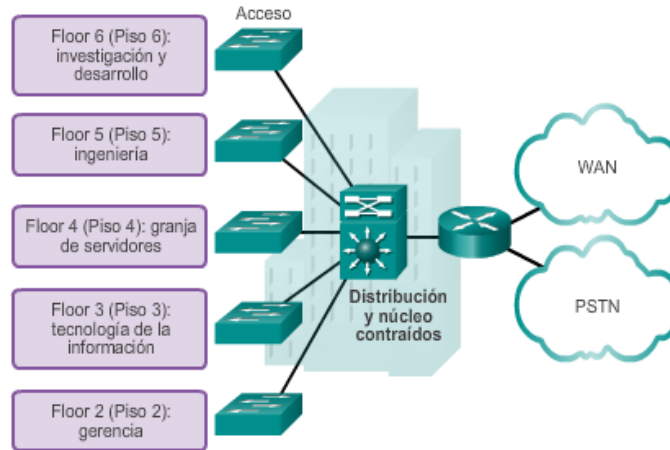 Acceso
Floor 6 (Piso 6):
investigación y
desarrollo
Floor 5 (Piso 5):
ingeniería
Floor 4 (Piso 4): granja
de servidores
Floor 3 (Piso 3):
tecnología de la
información
Floor 2 (Piso 2):
gerencia
Distribución
y núcleo
contraídos
WAN
PSTN